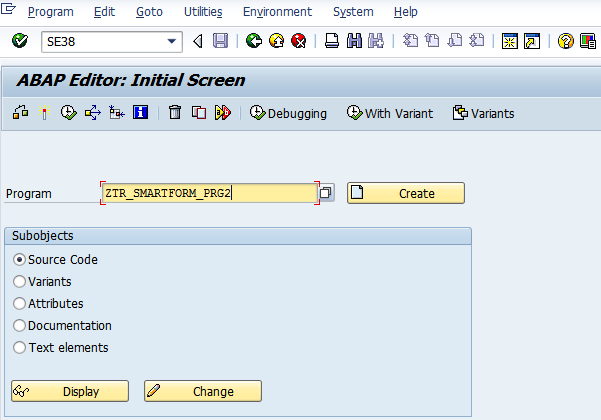 Program Edit Goto Utilities Environment System Help
SE38
ABAP Editor: Initial Screen
Debugging With Variant Variants
Program ZTR_SMARTFORM_PRG2 Create
Subobjects
Source Code
Variants
Attributes
Documentation
Text elements
Display Change